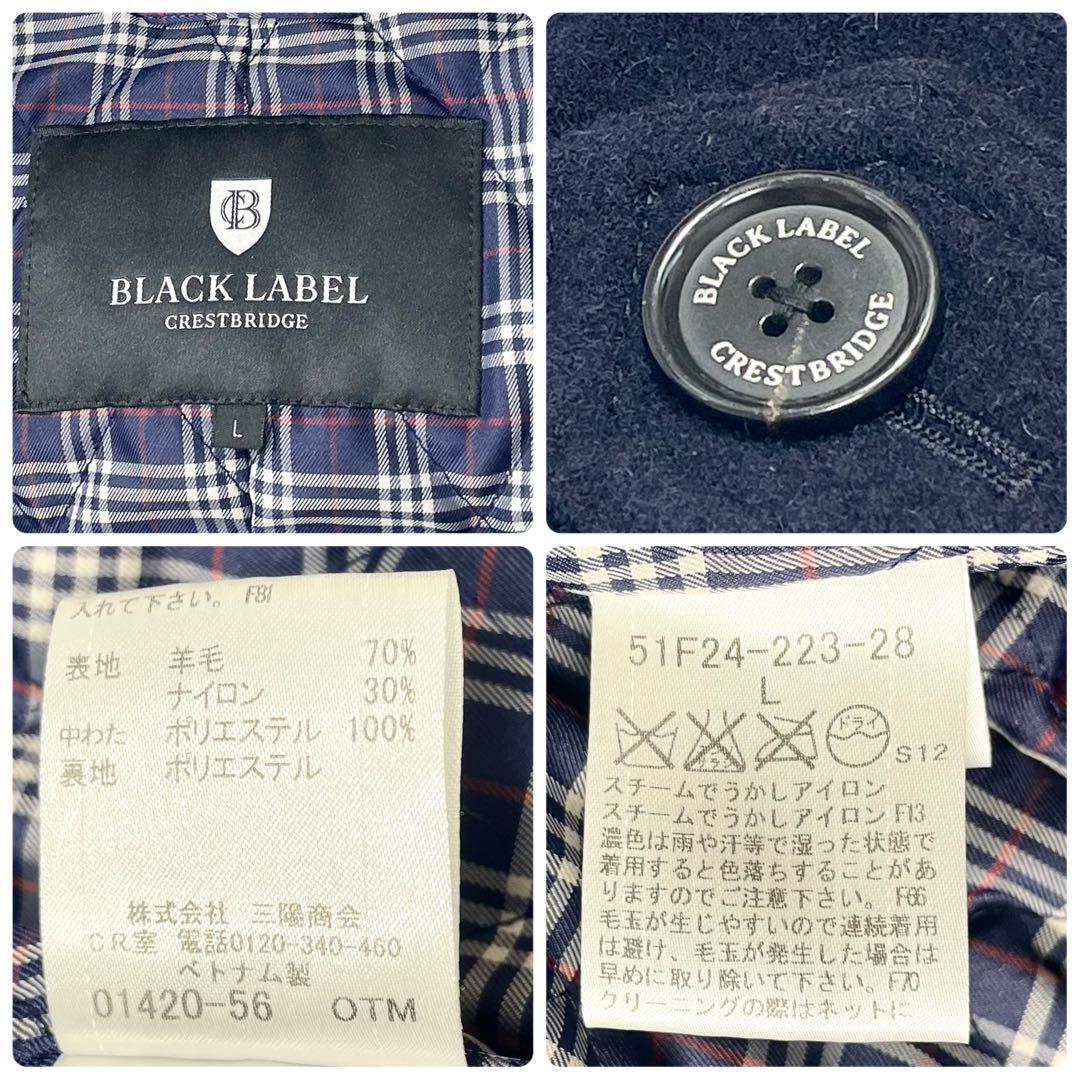 CB
BLACK LABEL
CRESTBRIDGE
L
BLACK LABEL
CRESTBRIDGE
入れて下さい。 F81
表地 羊毛 70%
ナイロン 30%
中わた ポリエステル 100%
裏地 ポリエステル
株式会社 三陽商会
C.R.室 電話0120-340-460
ベトナム製
01420-56 OTM
51F24-223-28
L
エンソ
ドライ
S12
スチームでうかしアイロン
スチームでうかしアイロン F13
濃色は雨や汗等で湿った状態で
着用すると色落ちすることがあ
りますのでご注意下さい。F66
毛玉が生じやすいので連続着用
は避け、毛玉が発生した場合は
早めに取り除いて下さい。F70
クリーニングの際はネットに